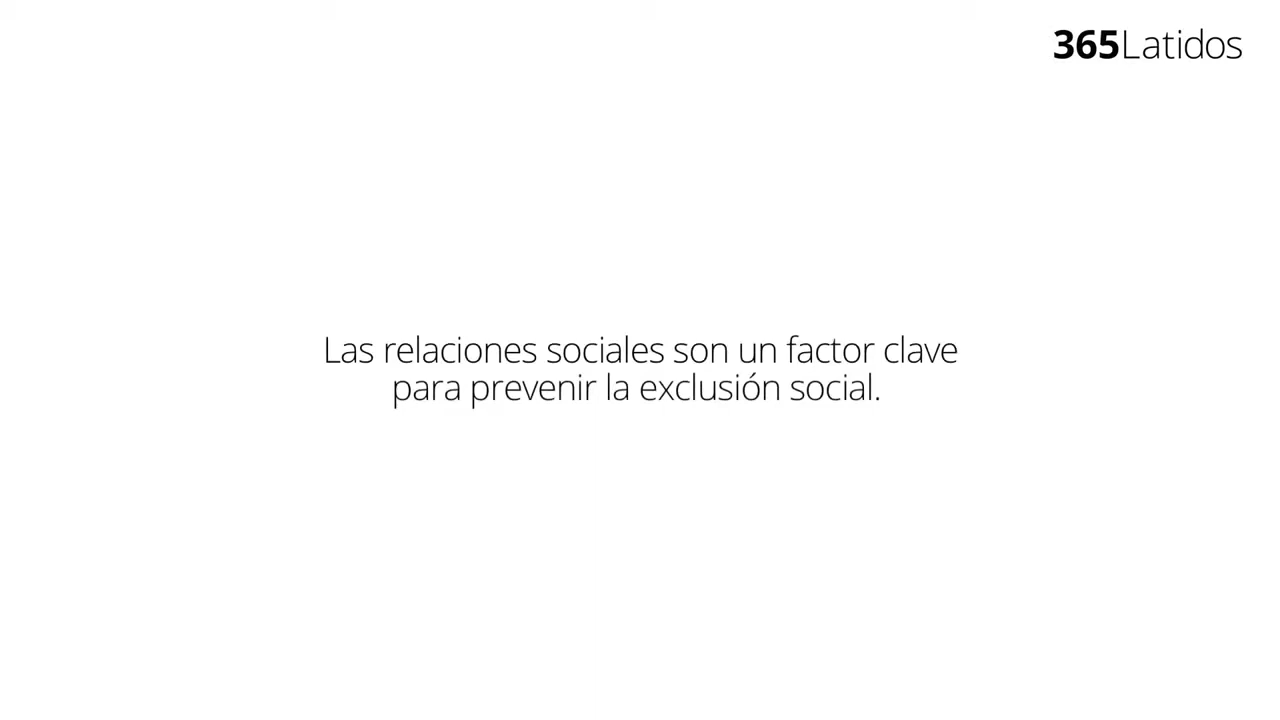 365Latidos
Las relaciones sociales son un factor clave
para prevenir la exclusión social.